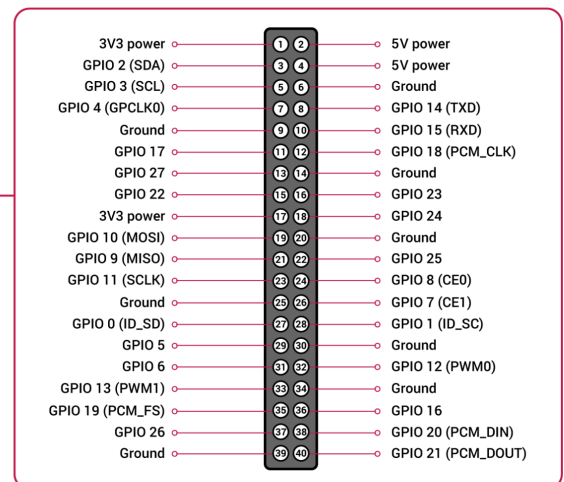 3V3 power 1 2 5V power
GPIO 2 (SDA) 3 4 5V power
GPIO 3 (SCL) 5 6 Ground
GPIO 4 (GPCLK0) 7 8 GPIO 14 (TXD)
Ground 9 10 GPIO 15 (RXD)
GPIO 17 11 12 GPIO 18 (PCM_CLK)
GPIO 27 13 14 Ground
GPIO 22 15 16 GPIO 23
3V3 power 17 18 GPIO 24
GPIO 10 (MOSI) 19 20 Ground
GPIO 9 (MISO) 21 22 GPIO 25
GPIO 11 (SCLK) 23 24 GPIO 8 (CE0)
Ground 25 26 GPIO 7 (CE1)
GPIO 0 (ID_SD) 27 28 GPIO 1 (ID_SC)
GPIO 5 29 30 Ground
GPIO 6 31 32 GPIO 12 (PWM0)
GPIO 13 (PWM1) 33 34 Ground
GPIO 19 (PCM_FS) 35 36 GPIO 16
GPIO 26 37 38 GPIO 20 (PCM_DIN)
Ground 39 40 GPIO 21 (PCM_DOUT)